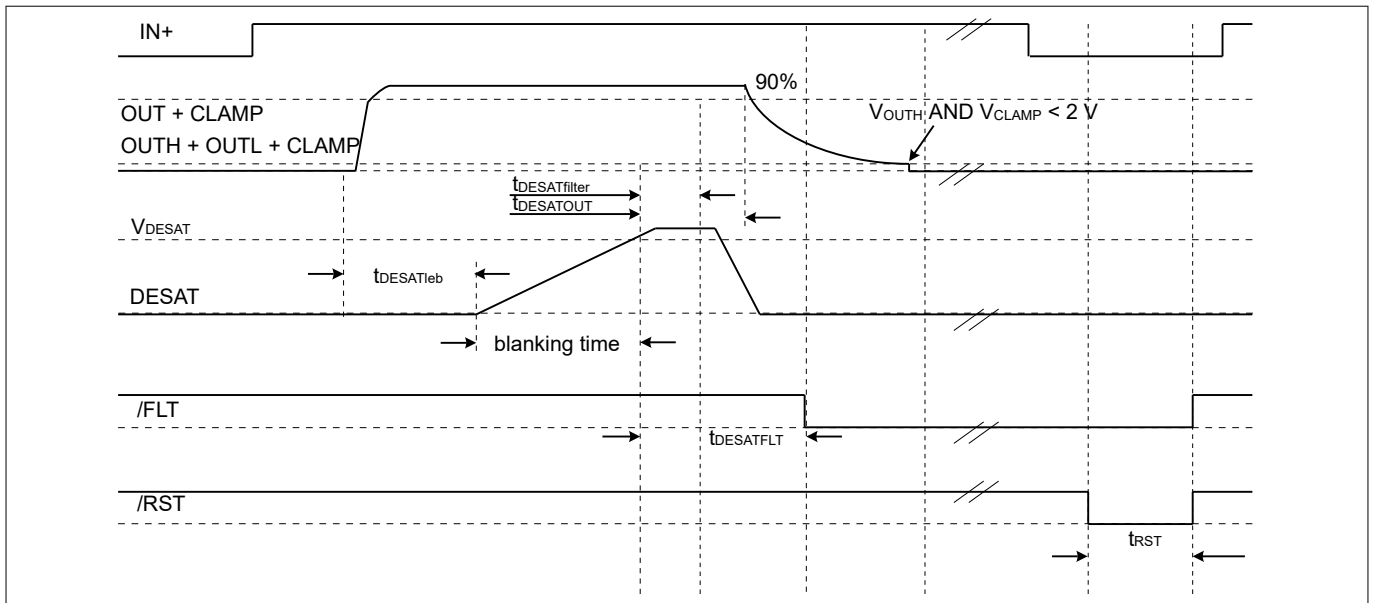 IN+
90%
OUT + CLAMP
VOUTH AND VCLAMP < 2 V
OUTH + OUTL + CLAMP
tDESATfilter
tDESATOUT
VDESAT
tDESATleb
DESAT
blanking time
/FLT
tDESATFLT
/RST
tRST